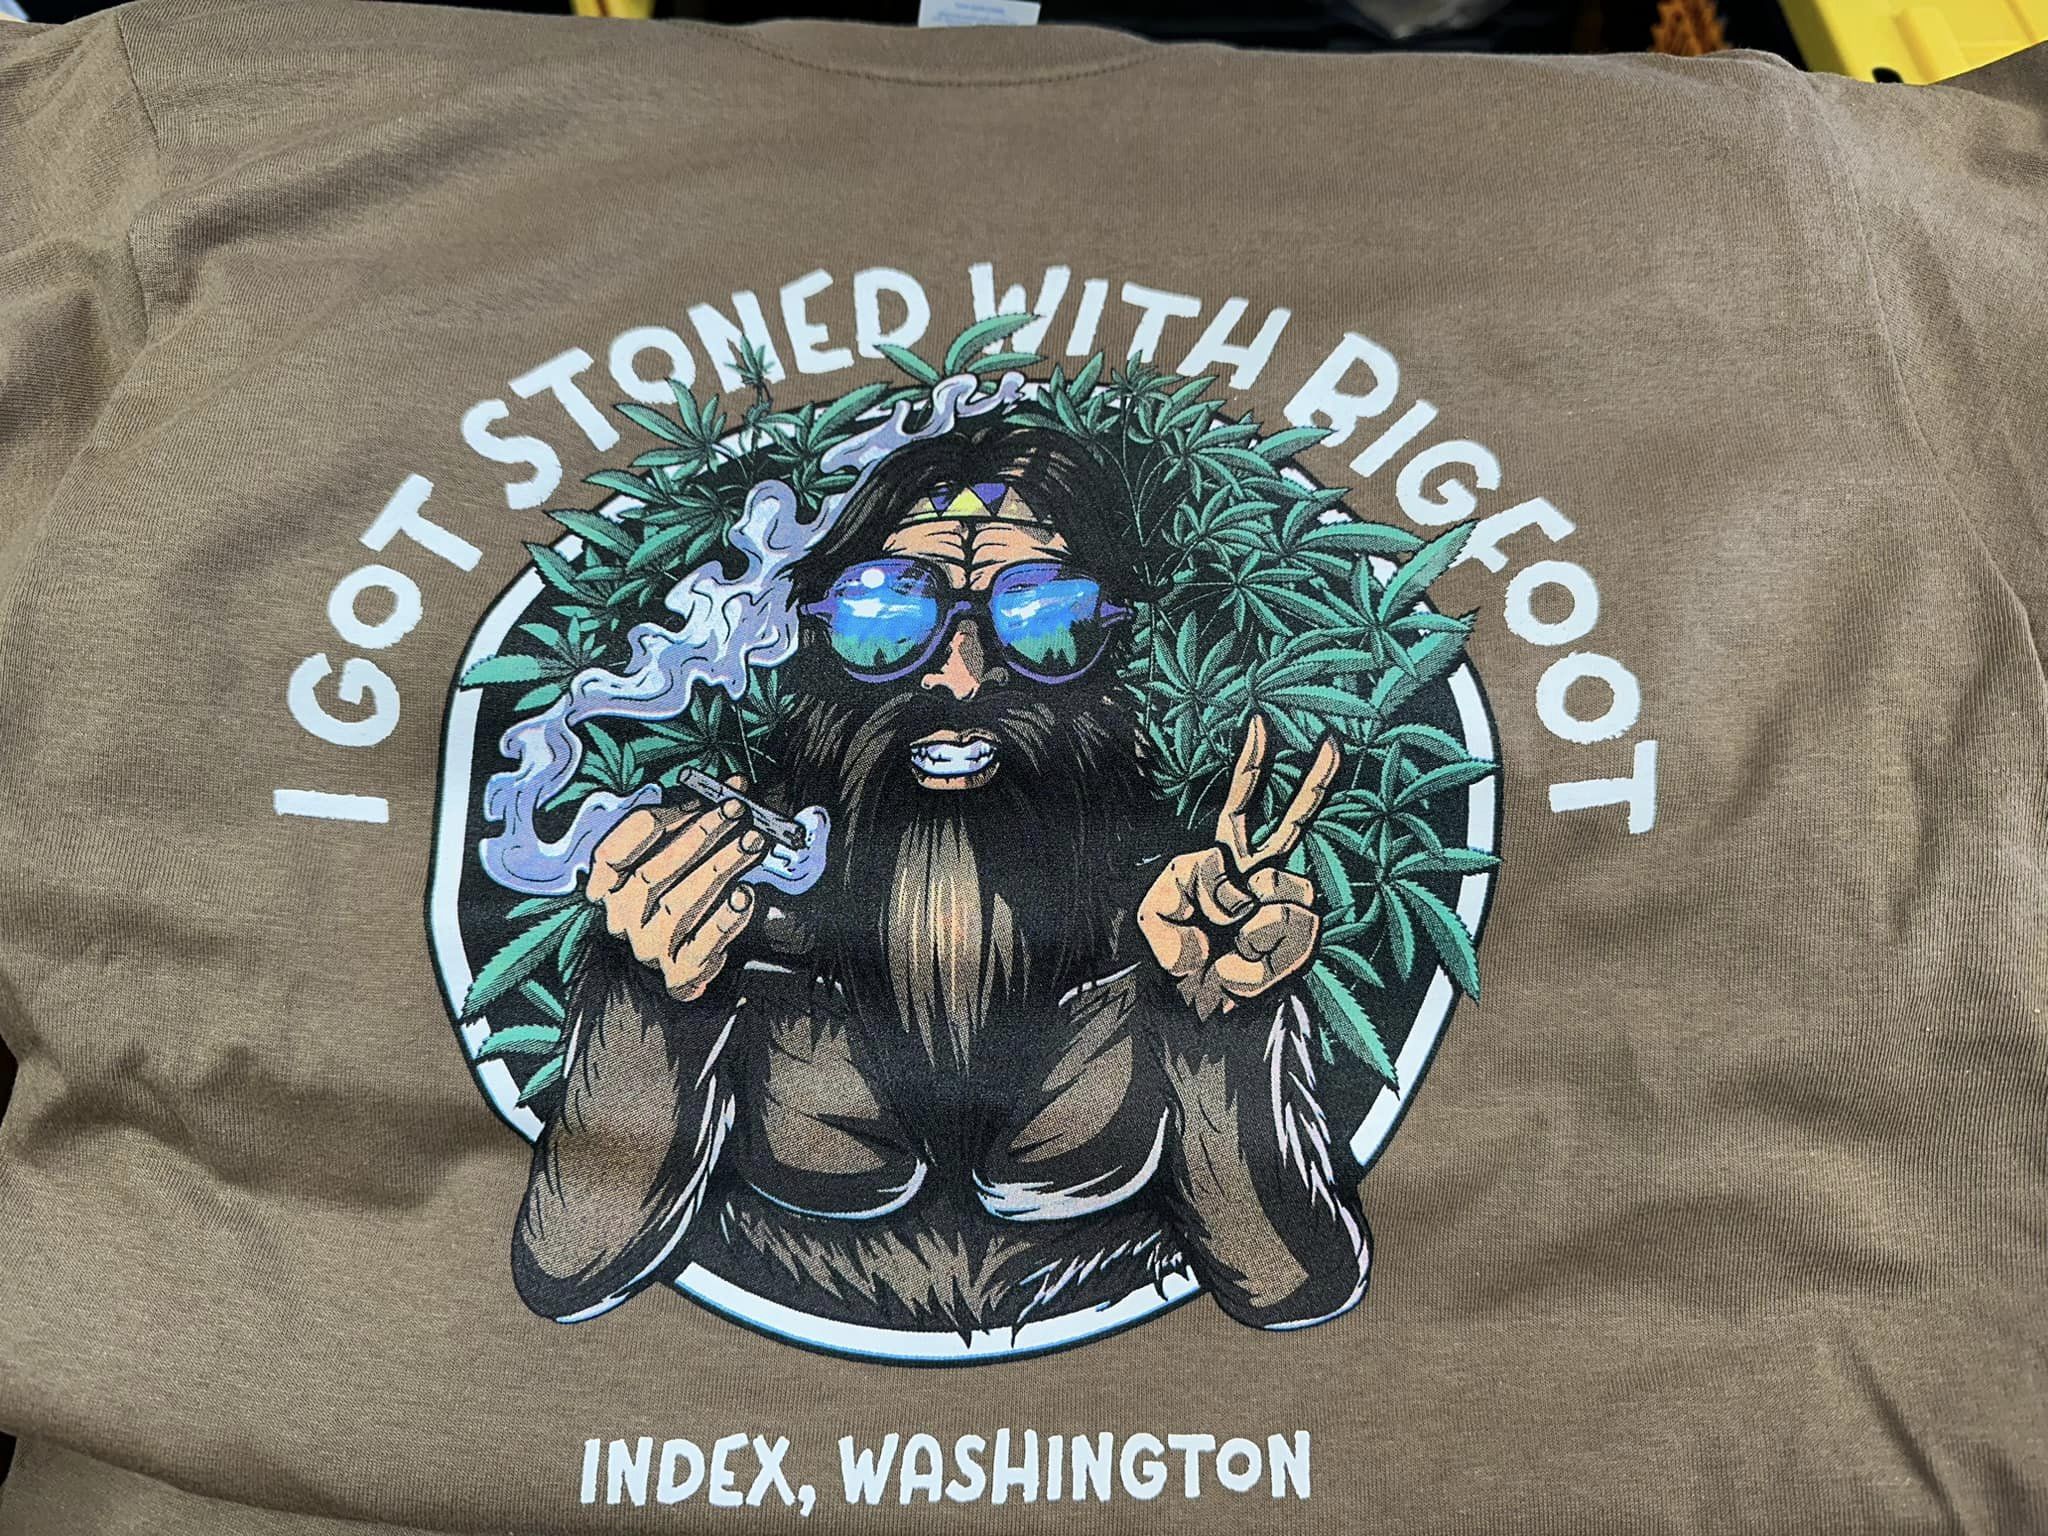 I GOT STONED WITH BIGFOOT
INDEX, WASHINGTON